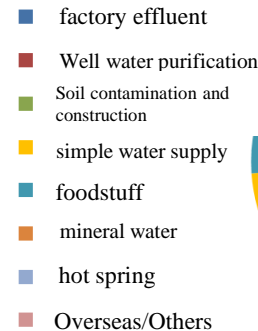 factory effluent
Well water purification
Soil contamination and
construction
simple water supply
foodstuff
mineral water
hot spring
Overseas/Others